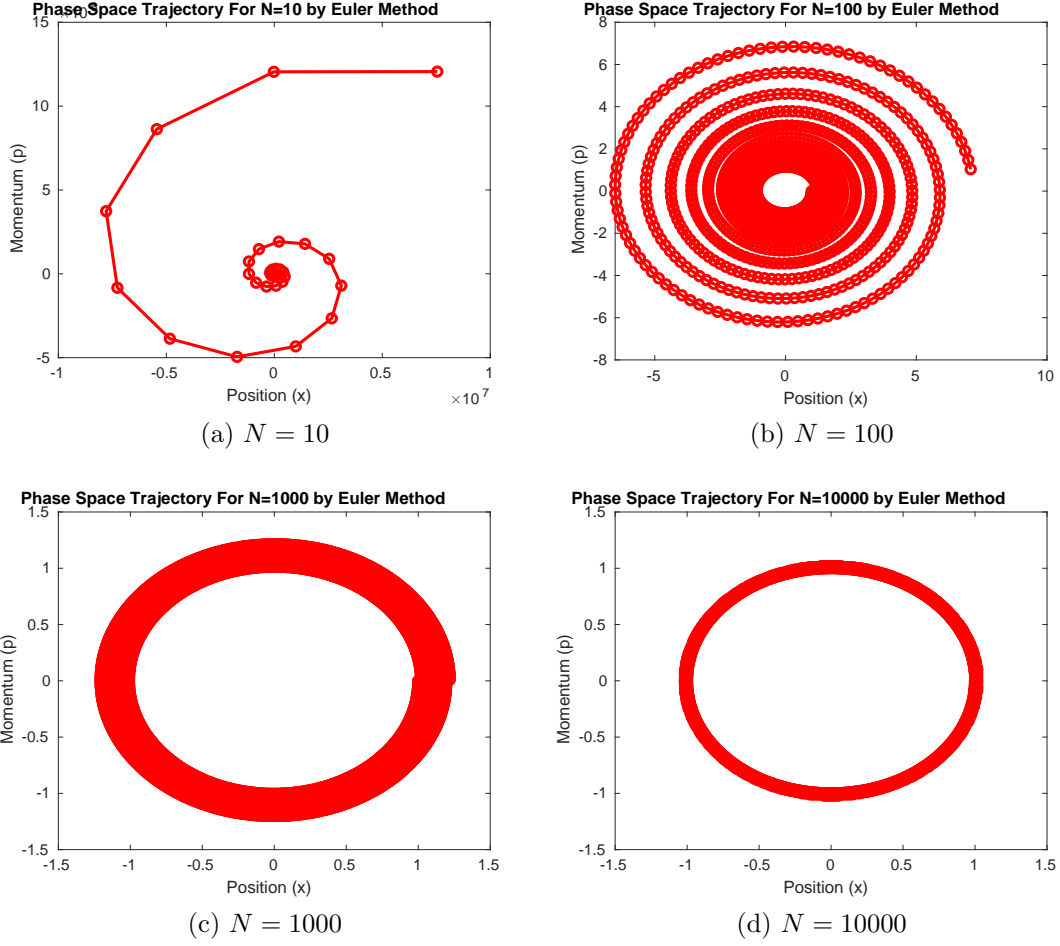 Phase Space Trajectory For N=10 by Euler Method
15
10
5
0
-5
Momentum (p)
-1 -0.5 0 0.5 1
×10 7
Position (x)
(a) N = 10
Phase Space Trajectory For N=100 by Euler Method
8
6
4
2
0
-2
-4
-6
-8
Momentum (p)
-5 0 5 10
Position (x)
(b) N = 100
Phase Space Trajectory For N=1000 by Euler Method
1.5
1
0.5
0
-0.5
-1
-1.5
Momentum (p)
-1.5 -1 -0.5 0 0.5 1 1.5
Position (x)
(c) N = 1000
Phase Space Trajectory For N=10000 by Euler Method
1.5
1
0.5
0
-0.5
-1
-1.5
Momentum (p)
-1.5 -1 -0.5 0 0.5 1 1.5
Position (x)
(d) N = 10000